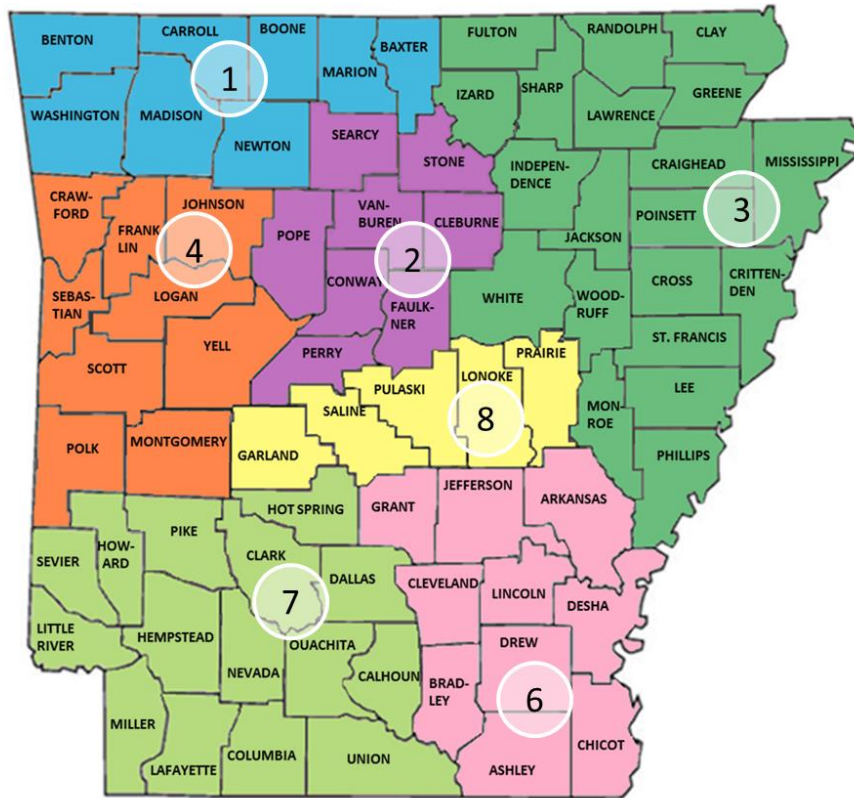 BENTON
CARROLL
BOONE
MARION
BAXTER
FULTON
RANDOLPH
CLAY
1
WASHINGTON
MADISON
NEWTON
SEARCY
STONE
IZARD
SHARP
LAWRENCE
GREENE
INDEPEN-
DENCE
CRAIGHEAD
MISSISSIPPI
3
CRAW-
FORD
FRANK
LIN
JOHNSON
4
POPE
VAN-
BUREN
CLEBURNE
2
JACKSON
POINSETT
SEBAS-
TIAN
LOGAN
CONWAY
FAULK-
NER
WHITE
WOOD-
RUFF
CROSS
CRITTEN-
DEN
SCOTT
YELL
PERRY
PULASKI
LONOKE
PRAIRIE
ST. FRANCIS
LEE
POLK
MONTGOMERY
GARLAND
SALINE
8
MON-
ROE
PHILLIPS
HOT SPRING
GRANT
JEFFERSON
ARKANSAS
SEVIER
HOW-
ARD
PIKE
CLARK
DALLAS
7
CLEVELAND
LINCOLN
DESHA
LITTLE
RIVER
HEMPSTEAD
NEVADA
OUACHITA
CALHOUN
BRAD-
LEY
DREW
6
MILLER
LAFAYETTE
COLUMBIA
UNION
ASHLEY
CHICOT